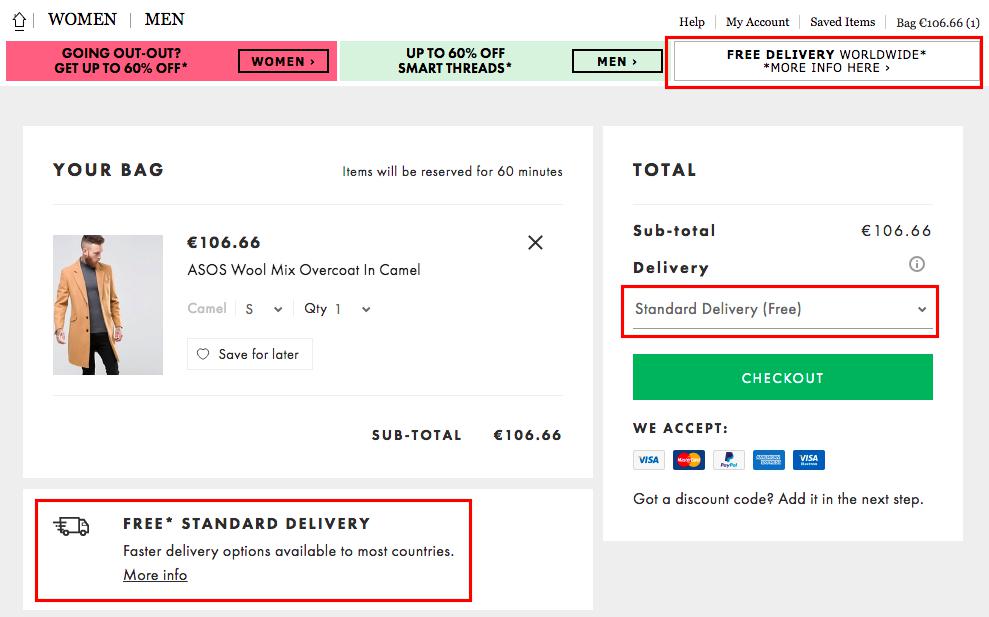 WOMEN MEN
Help My Account Saved Items Bag €106.66 (1)
GOING OUT-OUT?
GET UP TO 60% OFF*
WOMEN ›
UP TO 60% OFF
SMART THREADS*
MEN ›
FREE DELIVERY WORLDWIDE*
*MORE INFO HERE ›
YOUR BAG
Items will be reserved for 60 minutes
€106.66
ASOS Wool Mix Overcoat In Camel
Camel S Qty 1
Save for later
SUB-TOTAL €106.66
FREE* STANDARD DELIVERY
Faster delivery options available to most countries.
More info
TOTAL
Sub-total €106.66
Delivery
Standard Delivery (Free)
CHECKOUT
WE ACCEPT:
VISA MasterCard PayPal AMERICAN EXPRESS VISA Electron
Got a discount code? Add it in the next step.